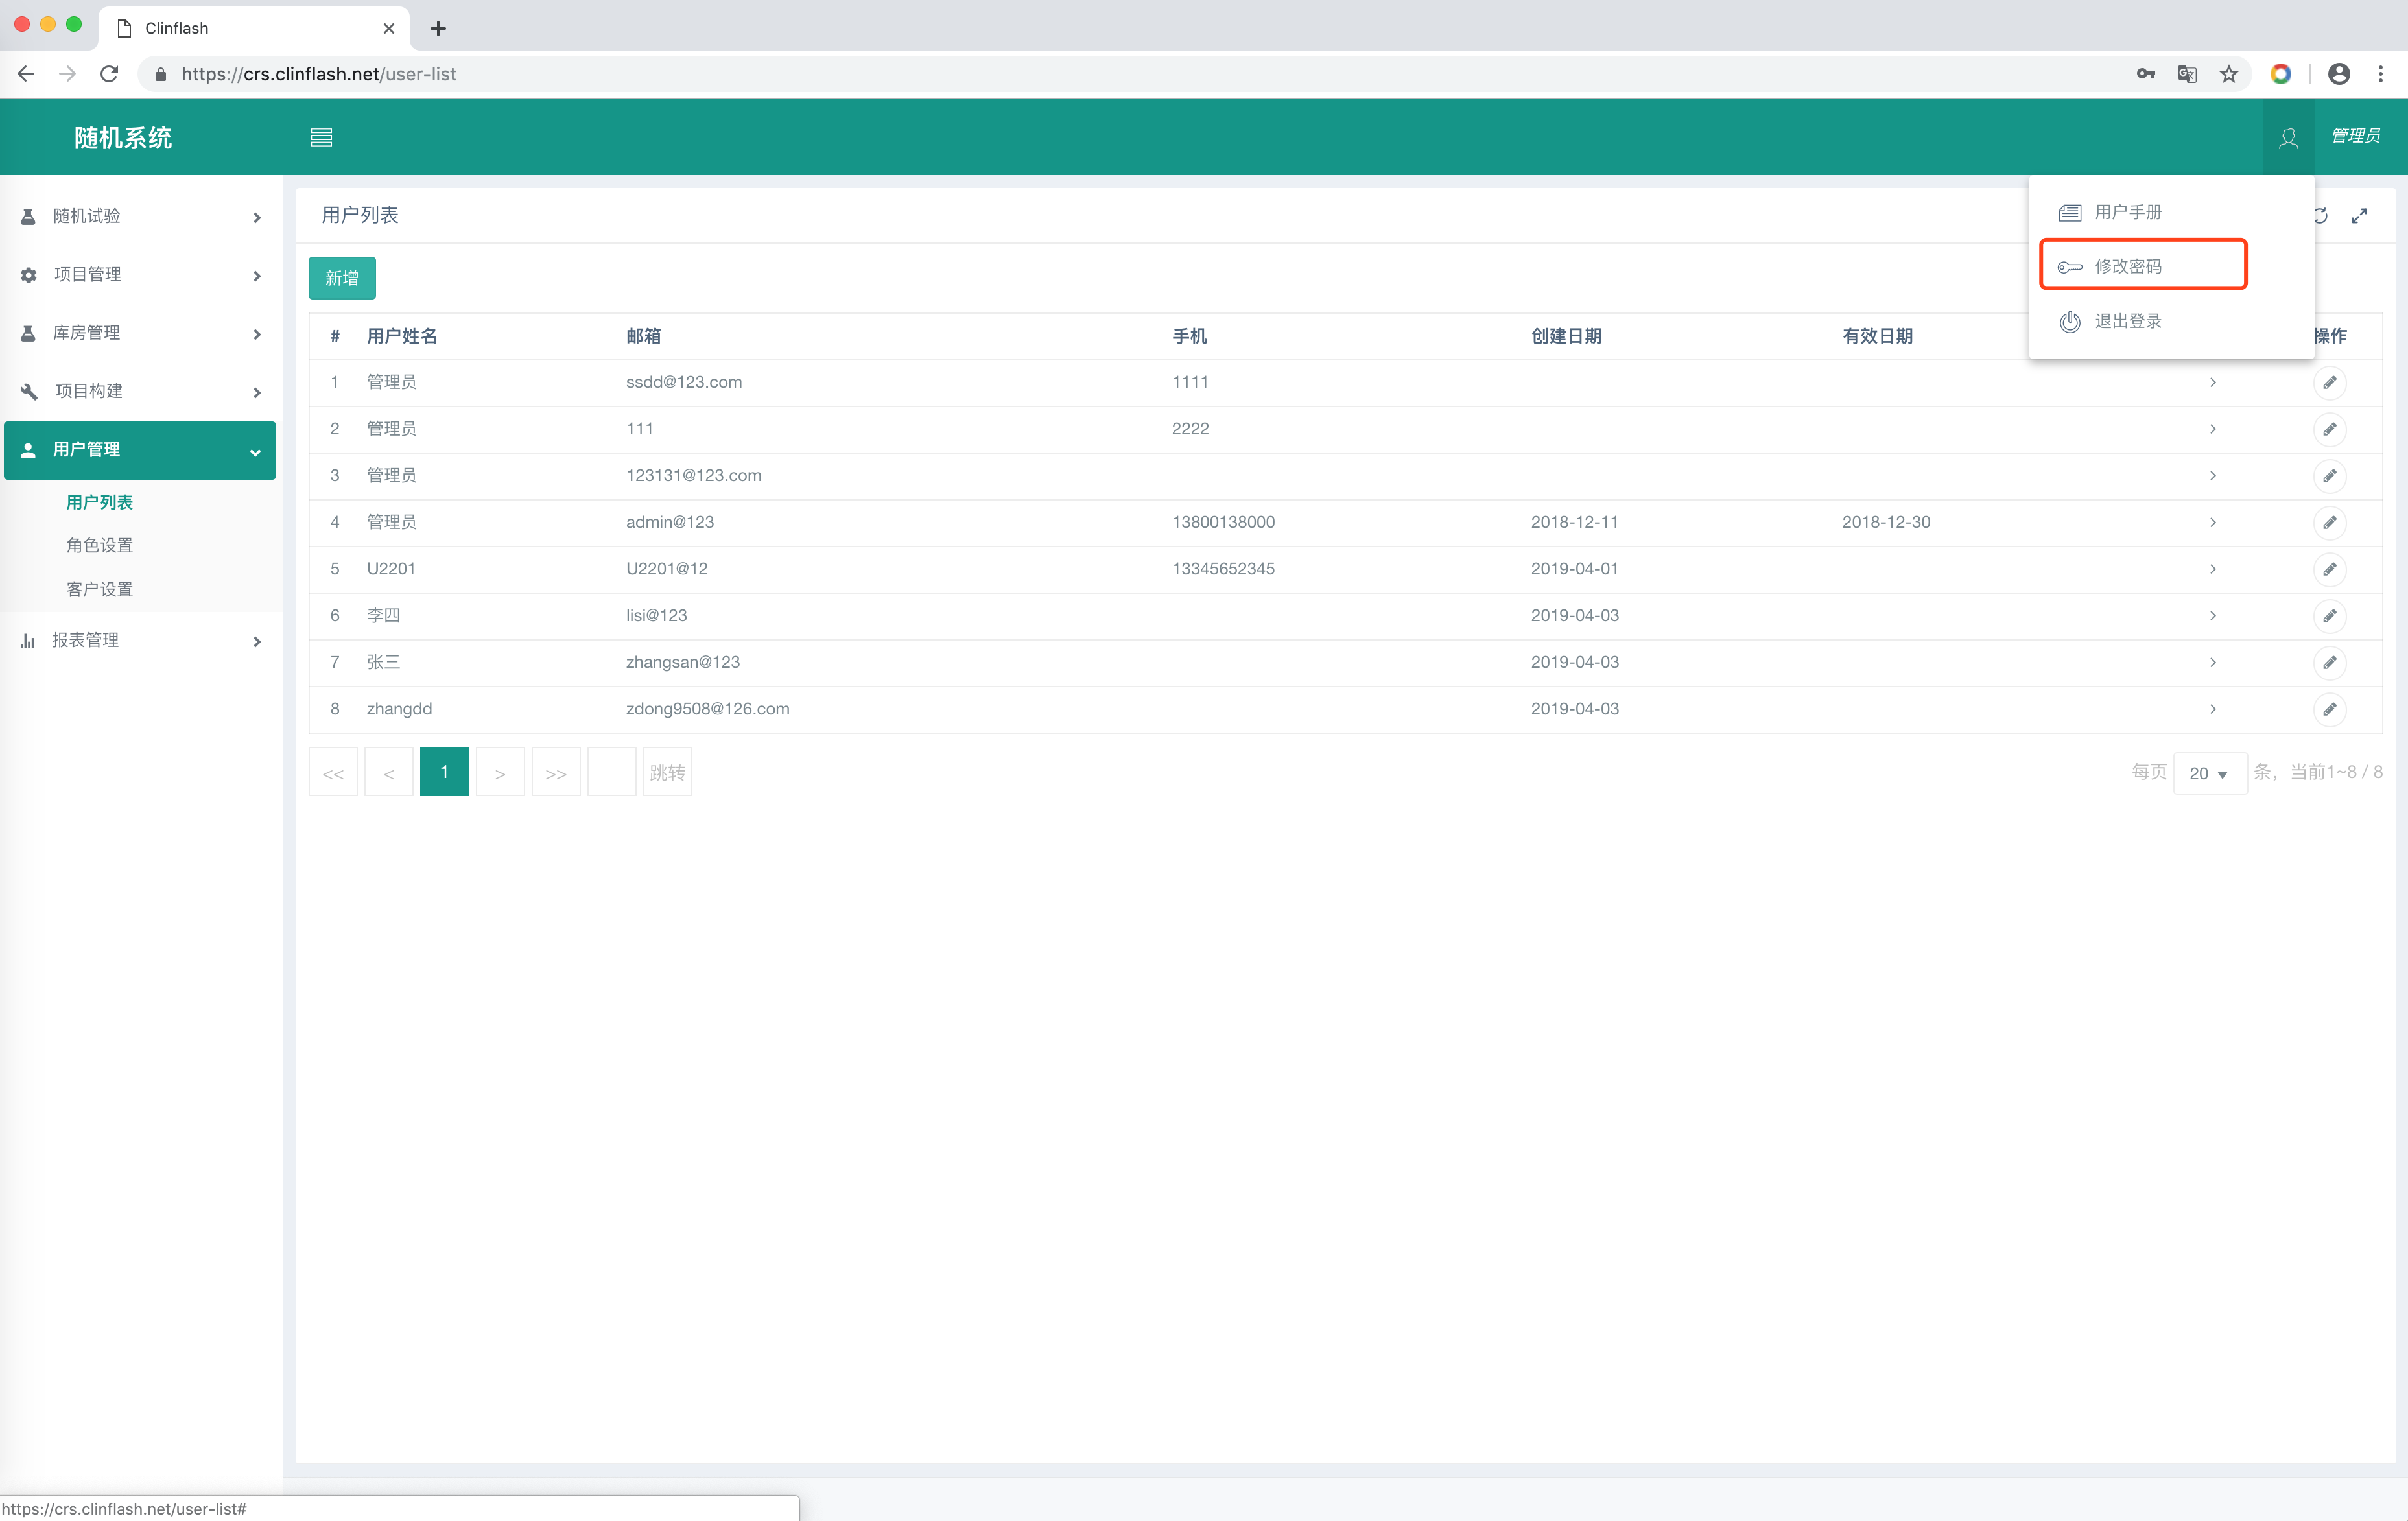 Clinflash
https://crs.clinflash.net/user-list
随机系统
管理员
随机试验
项目管理
库房管理
项目构建
用户管理
用户列表
角色设置
客户设置
报表管理
用户列表
用户手册
修改密码
退出登录
新增
# 用户姓名 邮箱 手机 创建日期 有效日期 操作
1 管理员 ssdd@123.com 1111
2 管理员 111 2222
3 管理员 123131@123.com
4 管理员 admin@123 13800138000 2018-12-11 2018-12-30
5 U2201 U2201@12 13345652345 2019-04-01
6 李四 lisi@123 2019-04-03
7 张三 zhangsan@123 2019-04-03
8 zhangdd zdong9508@126.com 2019-04-03
<< < 1 > >> 跳转
每页 20 条，当前1~8 / 8
https://crs.clinflash.net/user-list#